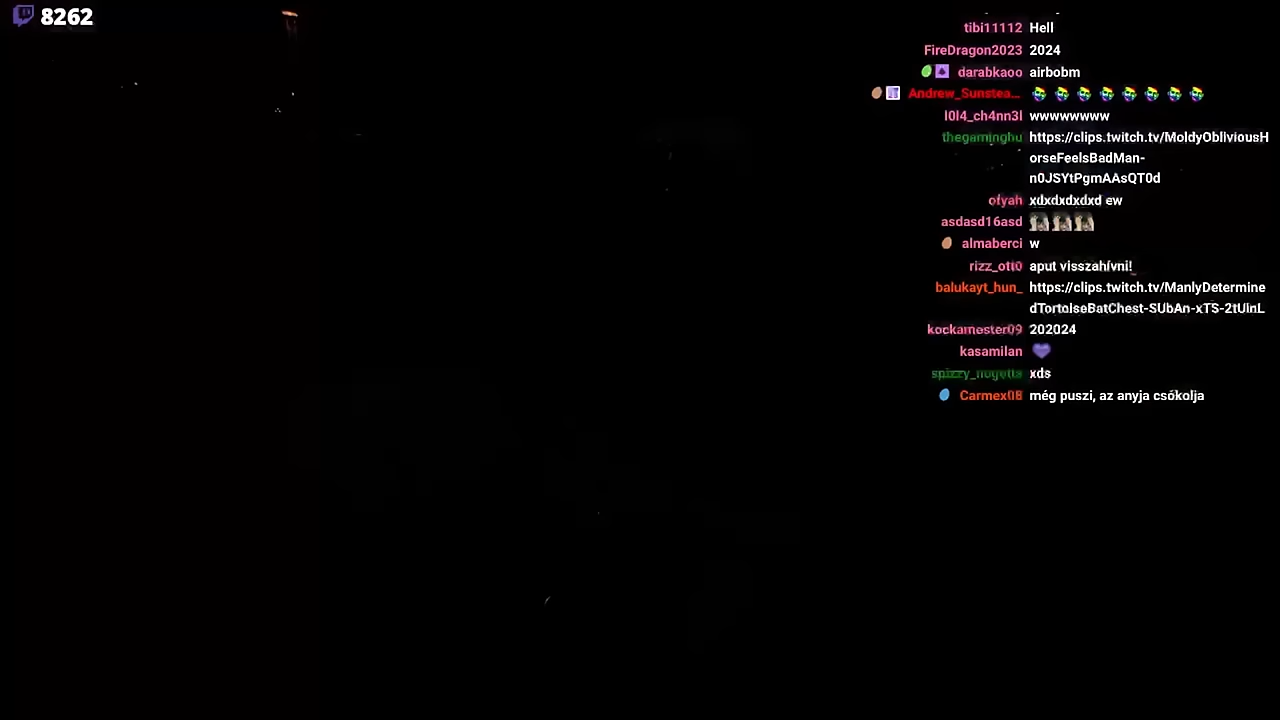 8262
tibi11112 Hell
FireDragon2023 2024
darabkaoo airbobm
Andrew_Sunstea...
l0l4_ch4nn3l wwwwwwww
thegaminghu https://clips.twitch.tv/MoldyObliviousH
orseFeelsBadMan-
n0JSYtPgmAAsQT0d
ofyah xdxdxdxdxd ew
asdasd16asd
almaberci w
rizz_ott0 aput visszahívni!
balukayt_hun_ https://clips.twitch.tv/ManlyDetermine
dTortoiseBatChest-SUbAn-xTS-2tUinL
kockamester09 202024
kasamilan
xds
Carmex08 még puszi, az anyja csókolja